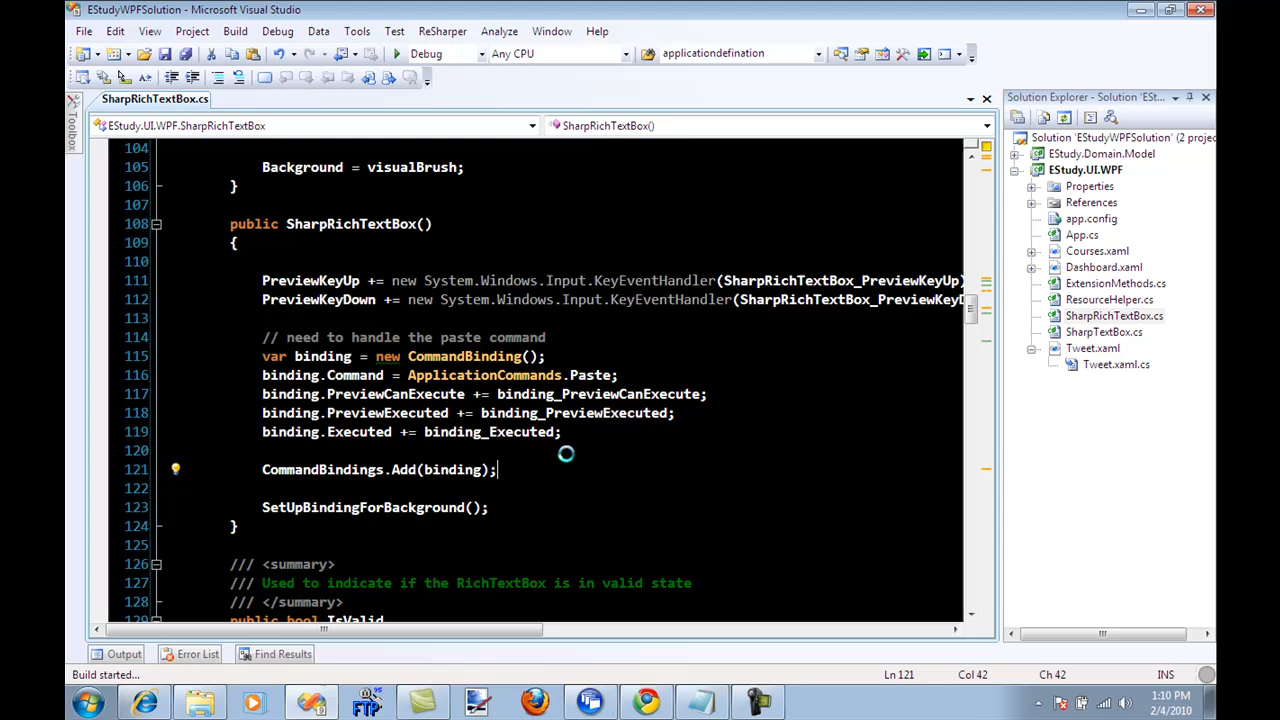 EStudyWPFSolution - Microsoft Visual Studio
File Edit View Project Build Debug Data Tools Test ReSharper Analyze Window Help
Debug Any CPU applicationdefination
SharpRichTextBox.cs
EStudy.UI.WPF.SharpRichTextBox SharpRichTextBox()
Toolbox
104
105 Background = visualBrush;
106 }
108 public SharpRichTextBox()
109 {
110
111 PreviewKeyUp += new System.Windows.Input.KeyEventHandler(SharpRichTextBox_PreviewKeyUp)
112 PreviewKeyDown += new System.Windows.Input.KeyEventHandler(SharpRichTextBox_PreviewKeyD
114 // need to handle the paste command
115 var binding = new CommandBinding();
116 binding.Command = ApplicationCommands.Paste;
117 binding.PreviewCanExecute += binding_PreviewCanExecute;
118 binding.PreviewExecuted += binding_PreviewExecuted;
119 binding.Executed += binding_Executed;
120
121 CommandBindings.Add(binding);
122
123 SetUpBindingForBackground();
124 }
125
126 /// <summary>
127 /// Used to indicate if the RichTextBox is in valid state
128 /// </summary>
129 public bool IsValid
Solution Explorer - Solution 'ESt...
Solution 'EStudyWPFSolution' (2 projec
EStudy.Domain.Model
EStudy.UI.WPF
Properties
References
app.config
App.cs
Courses.xaml
Dashboard.xaml
ExtensionMethods.cs
ResourceHelper.cs
SharpRichTextBox.cs
SharpTextBox.cs
Tweet.xaml
Tweet.xaml.cs
Output Error List Find Results
Build started... Ln 121 Col 42 Ch 42 INS
FTP
1:10 PM
2/4/2010